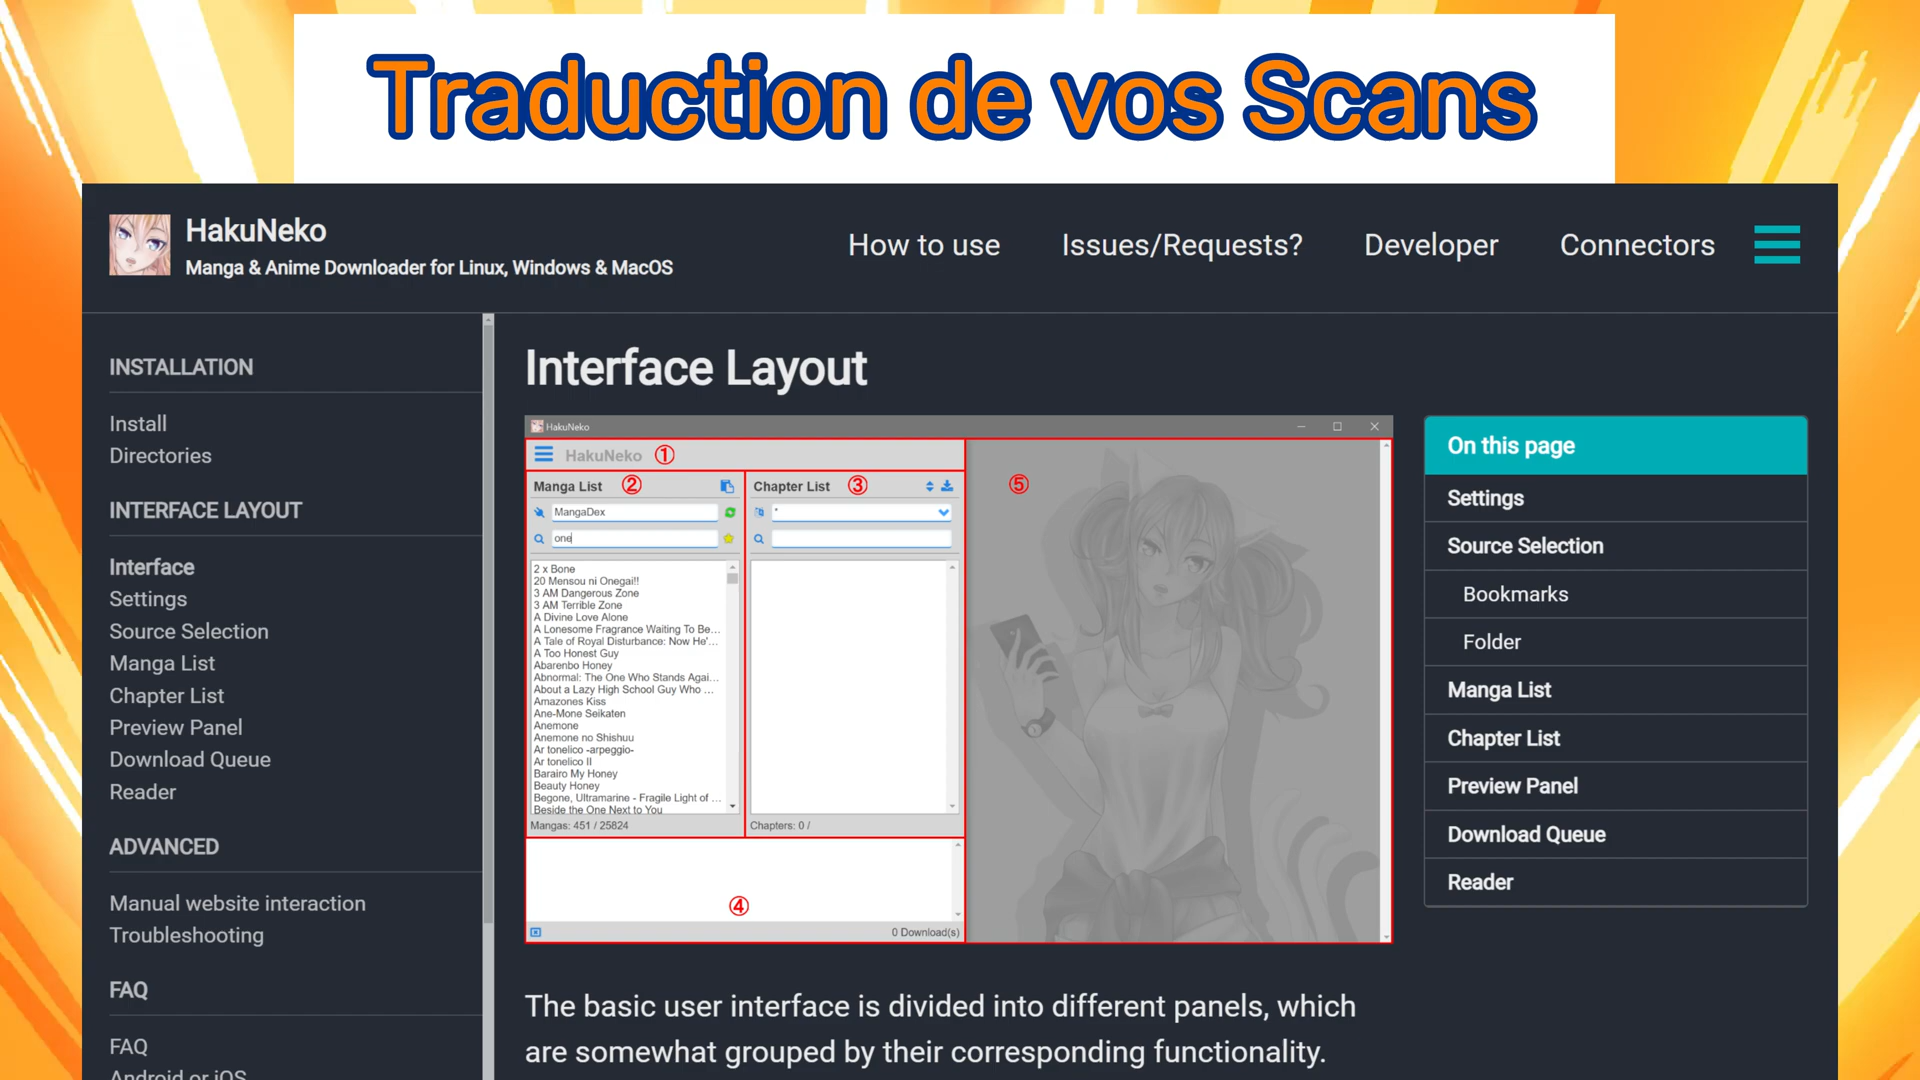 Traduction de vos Scans
HakuNeko
Manga & Anime Downloader for Linux, Windows & MacOS
How to use
Issues/Requests?
Developer
Connectors
INSTALLATION
Install
Directories
INTERFACE LAYOUT
Interface
Settings
Source Selection
Manga List
Chapter List
Preview Panel
Download Queue
Reader
ADVANCED
Manual website interaction
Troubleshooting
FAQ
FAQ
Android or iOS
Interface Layout
HakuNeko
HakuNeko ①
Manga List ②
MangaDex
one
2 x Bone
20 Mensou ni Onegai!!
3 AM Dangerous Zone
3 AM Terrible Zone
A Divine Love Alone
A Lonesome Fragrance Waiting To Be...
A Tale of Royal Disturbance: Now He'...
A Too Honest Guy
Abarenbo Honey
Abnormal: The One Who Stands Agai...
About a Lazy High School Guy Who ...
Amazones Kiss
Ane-Mone Seikaten
Anemone
Anemone no Shishuu
Ar tonelico -arpeggio-
Ar tonelico II
Barairo My Honey
Beauty Honey
Begone, Ultramarine - Fragile Light of ...
Beside the One Next to You
Mangas: 451 / 25824
Chapter List ③
*
Chapters: 0 /
④
0 Download(s)
⑤
The basic user interface is divided into different panels, which
are somewhat grouped by their corresponding functionality.
On this page
Settings
Source Selection
Bookmarks
Folder
Manga List
Chapter List
Preview Panel
Download Queue
Reader